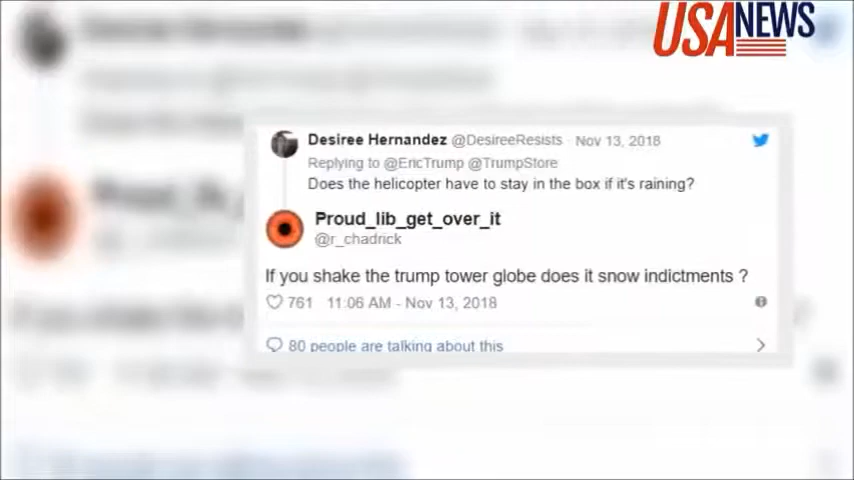 USA NEWS
Desiree Hernandez @DesireeResists · Nov 13, 2018
Replying to @EricTrump @TrumpStore
Does the helicopter have to stay in the box if it's raining?
Proud_lib_get_over_it
@r_chadrick
If you shake the trump tower globe does it snow indictments ?
761 11:06 AM - Nov 13, 2018
80 people are talking about this